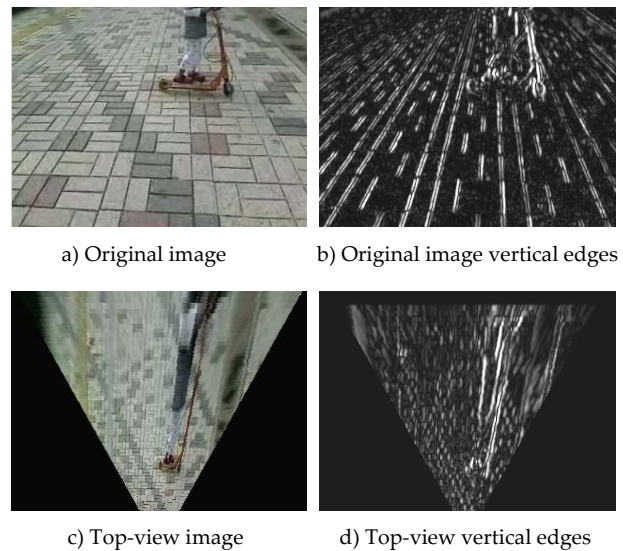 a) Original image
b) Original image vertical edges
c) Top-view image
d) Top-view vertical edges